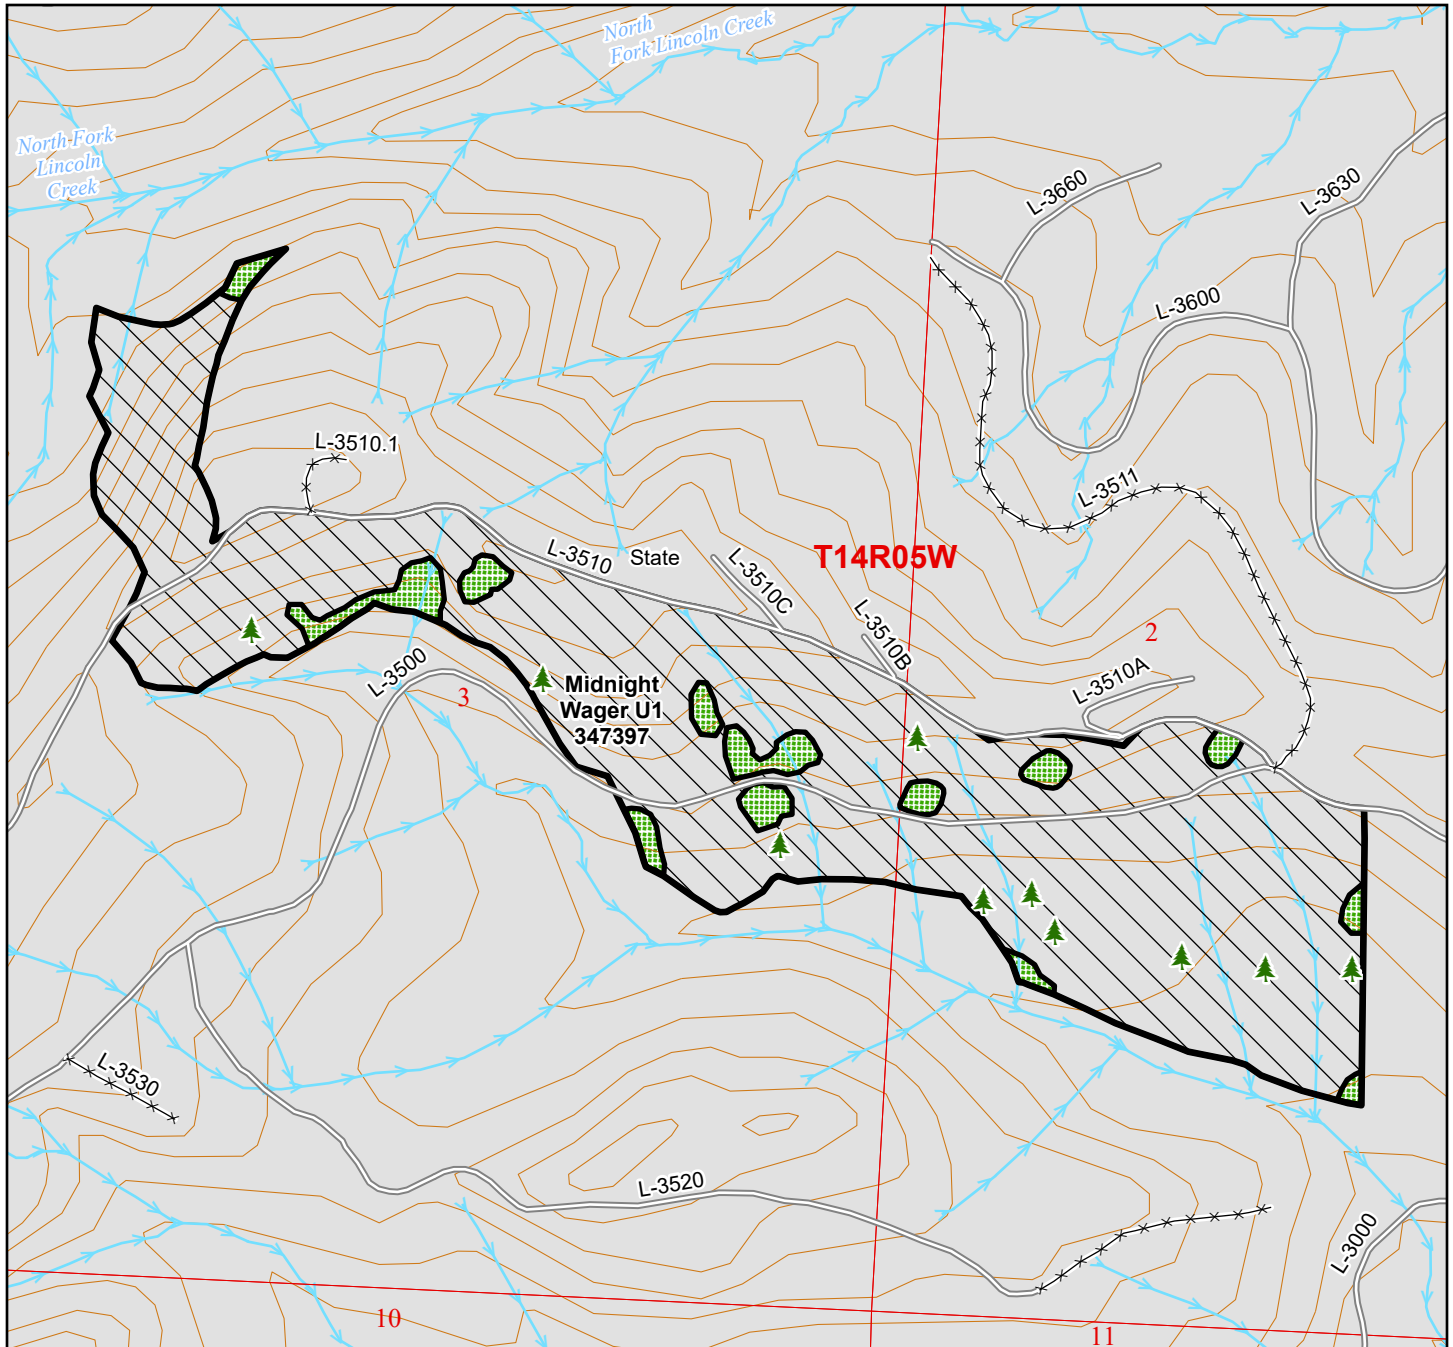 North
Fork Lincoln Creek
North Fork
Lincoln
Creek
L-3660
L-3630
L-3600
L-3510.1
L-3511
L-3510
State
L-3510C
T14R05W
L-3510B
2
L-3500
L-3510A
3
Midnight
Wager U1
347397
L-3530
L-3520
L-3000
10
11